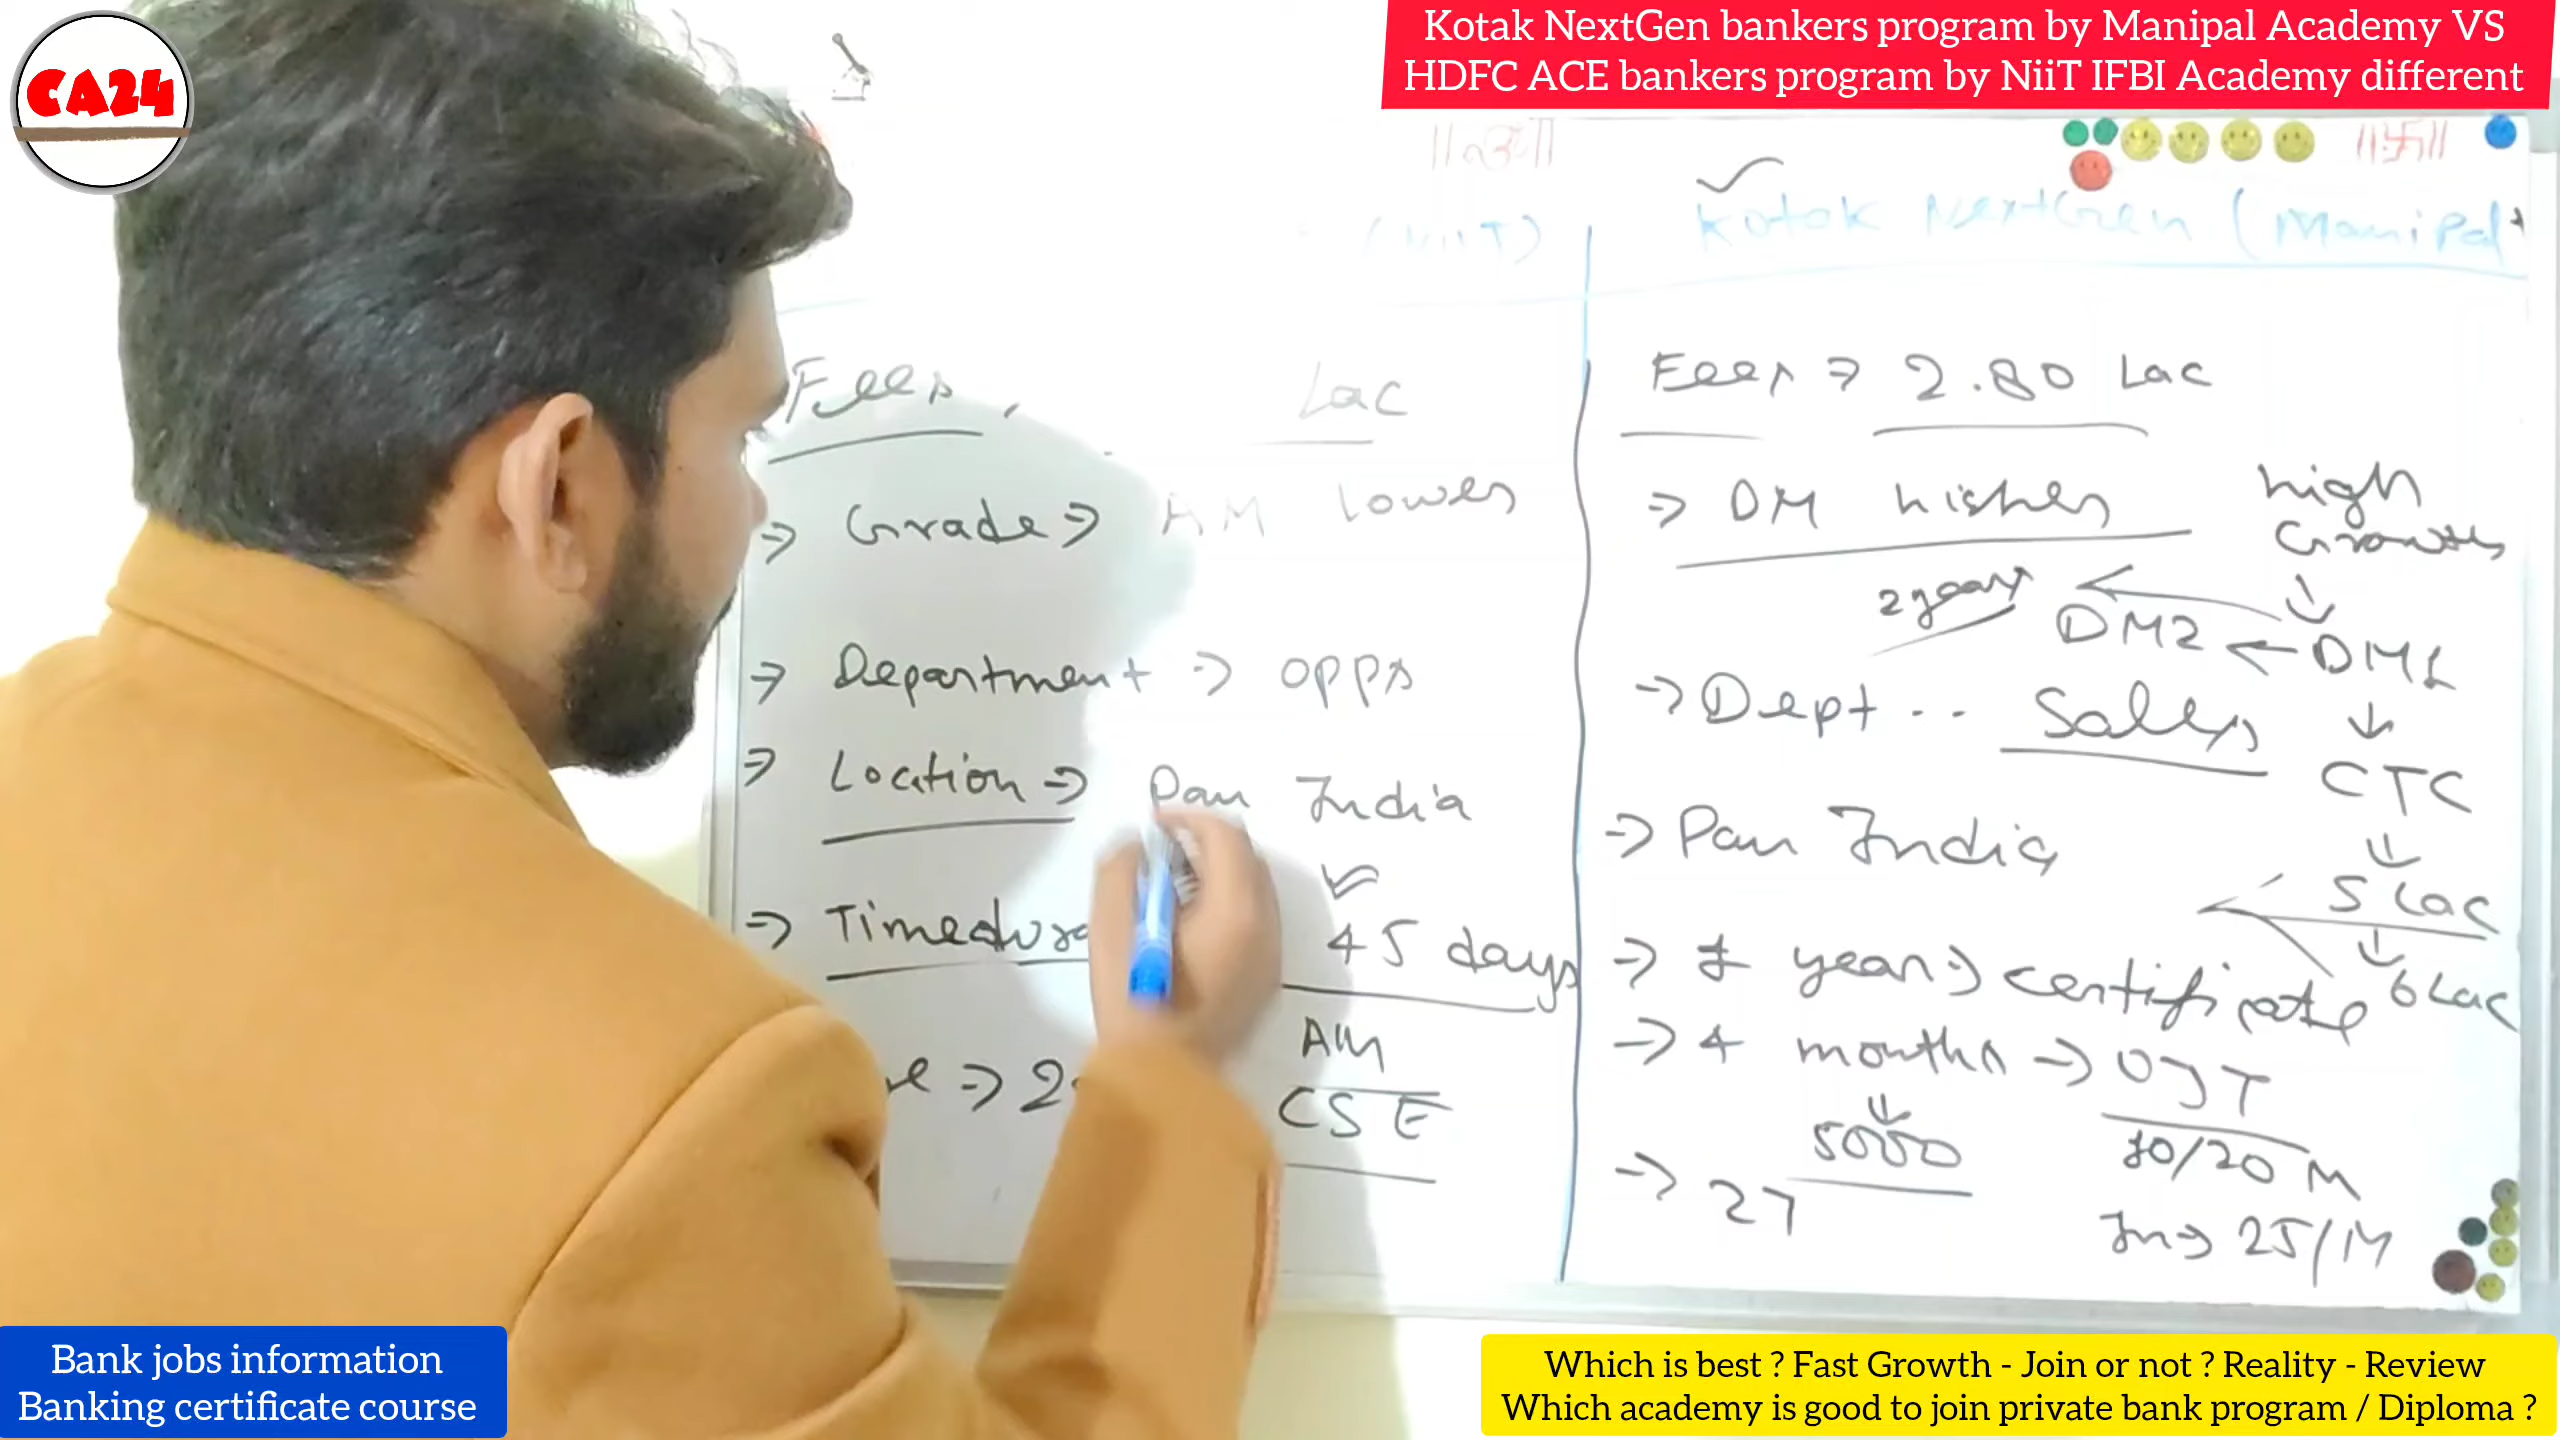 CA24
Kotak NextGen bankers program by Manipal Academy VS
HDFC ACE bankers program by NiiT IFBI Academy different
(NIIT)
Kotak NextGen (Manipal
Fees
Lac
⇒ Grade ⇒ AM lower
⇒ Department ⇒ OPPS
⇒ Location ⇒ Pan India
⇒ 45 days
⇒ 2
AM
CSE
Fees ⇒ 2.80 Lac
⇒ DM higher
high
Growth
2 years
DM2 ← DM1
⇒ Dept .. Sales
CTC
⇒ Pan India
5 Lac
6 Lac
⇒ 1 year ⇒ certificate
⇒ 4 months ⇒ OJT
5000
10/20 M
⇒ 27
In ⇒ 25/M
Bank jobs information
Banking certificate course
Which is best ? Fast Growth - Join or not ? Reality - Review
Which academy is good to join private bank program / Diploma ?